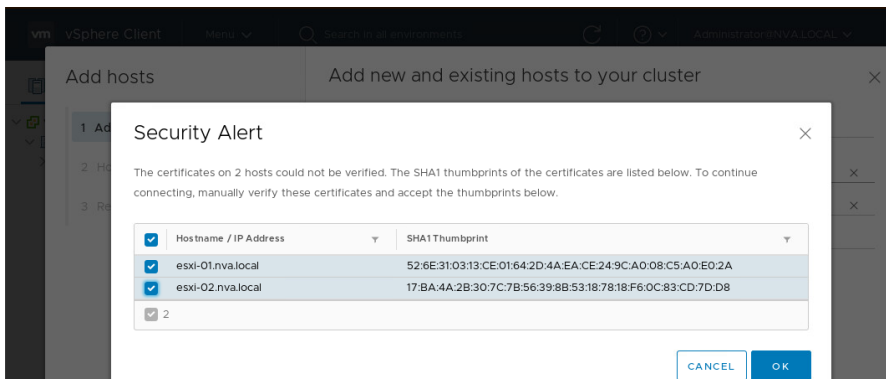 vm vSphere Client Menu Search in all environments Administrator@NVA.LOCAL
Add hosts
Add new and existing hosts to your cluster
1 Ad
2 Ho
3 Re
Security Alert
The certificates on 2 hosts could not be verified. The SHA1 thumbprints of the certificates are listed below. To continue
connecting, manually verify these certificates and accept the thumbprints below.
Hostname / IP Address SHA1 Thumbprint
esxi-01.nva.local 52:6E:31:03:13:CE:01:64:2D:4A:EA:CE:24:9C:A0:08:C5:A0:E0:2A
esxi-02.nva.local 17:BA:4A:2B:30:7C:7B:56:39:8B:53:18:78:18:F6:0C:83:CD:7D:D8
2
CANCEL OK